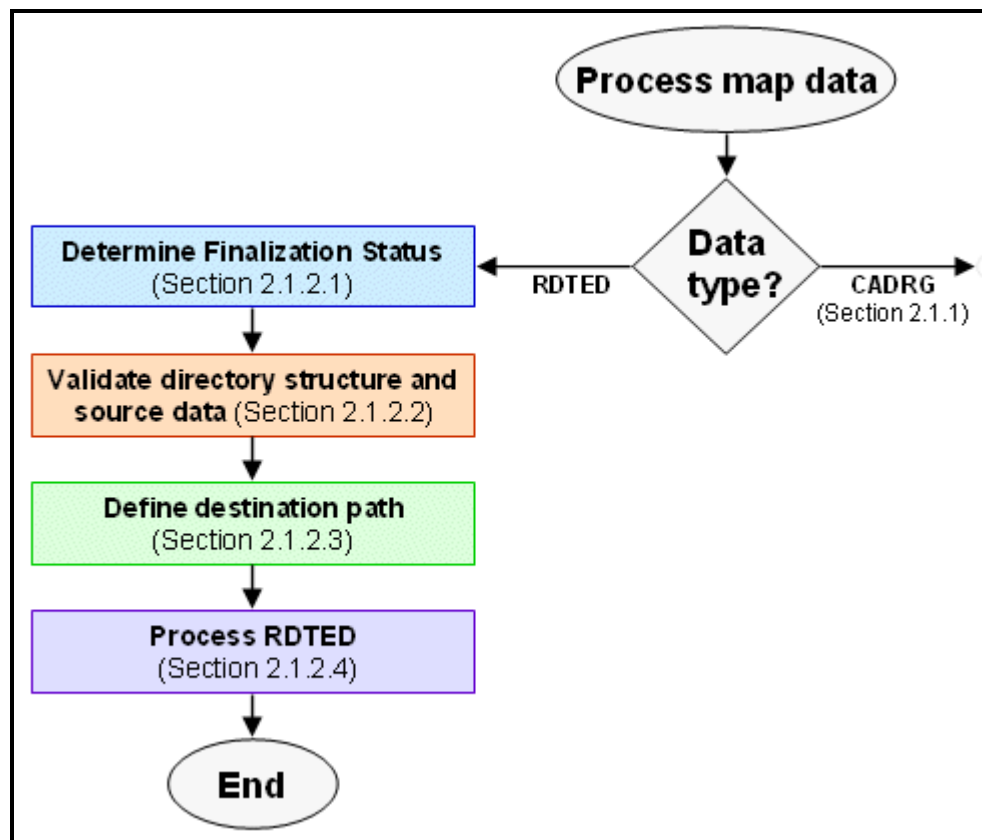 Process map data
Data
type?
RDTED
CADRG
(Section 2.1.1)
Determine Finalization Status
(Section 2.1.2.1)
Validate directory structure and
source data (Section 2.1.2.2)
Define destination path
(Section 2.1.2.3)
Process RDTED
(Section 2.1.2.4)
End